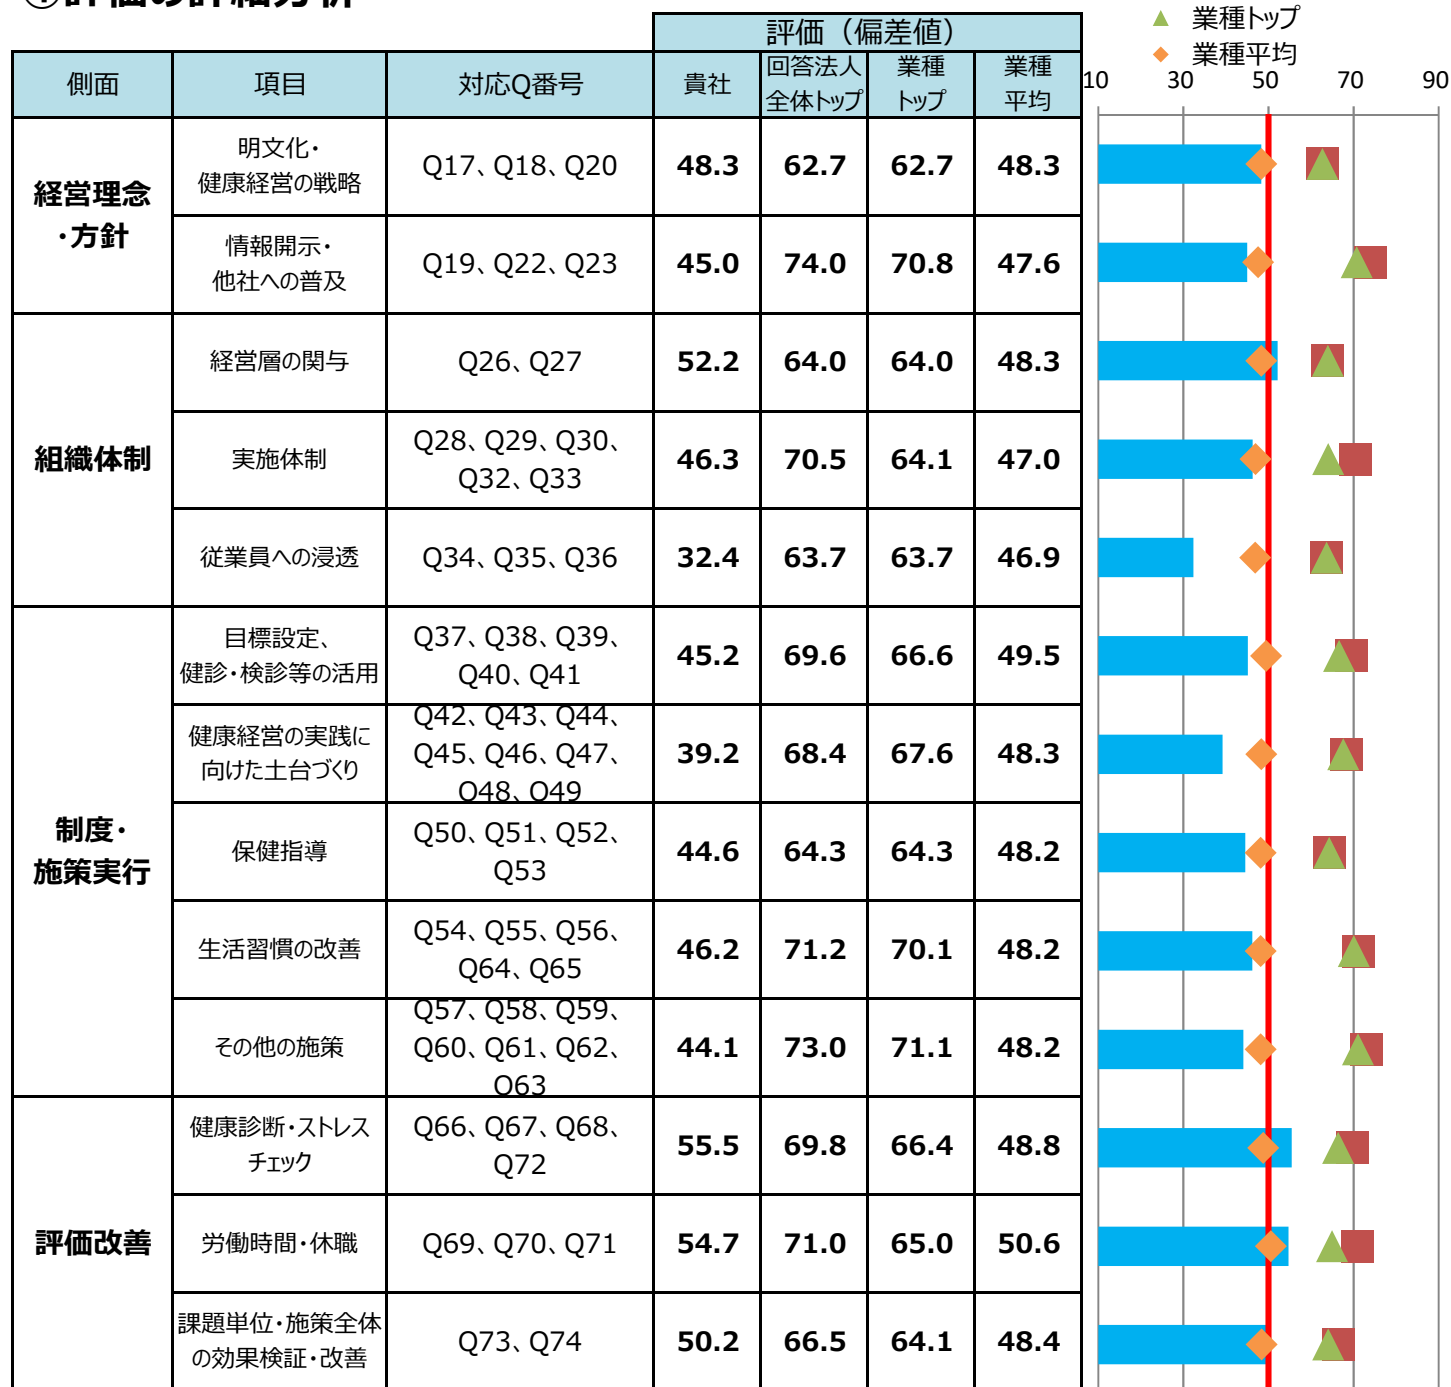 ①評価の詳細分析
▲ 業種トップ
◆ 業種平均
評価（偏差値）
側面 項目 対応Q番号 貴社 回答法人 業種 業種
全体トップ トップ 平均
10 30 50 70 90
経営理念
・方針
明文化・
健康経営の戦略
Q17、Q18、Q20
48.3 62.7 62.7 48.3
情報開示・
他社への普及
Q19、Q22、Q23
45.0 74.0 70.8 47.6
組織体制
経営層の関与
Q26、Q27
52.2 64.0 64.0 48.3
実施体制
Q28、Q29、Q30、
Q32、Q33
46.3 70.5 64.1 47.0
従業員への浸透
Q34、Q35、Q36
32.4 63.7 63.7 46.9
制度・
施策実行
目標設定、
健診・検診等の活用
Q37、Q38、Q39、
Q40、Q41
45.2 69.6 66.6 49.5
健康経営の実践に
向けた土台づくり
Q42、Q43、Q44、
Q45、Q46、Q47、
Q48、Q49
39.2 68.4 67.6 48.3
保健指導
Q50、Q51、Q52、
Q53
44.6 64.3 64.3 48.2
生活習慣の改善
Q54、Q55、Q56、
Q64、Q65
46.2 71.2 70.1 48.2
その他の施策
Q57、Q58、Q59、
Q60、Q61、Q62、
Q63
44.1 73.0 71.1 48.2
評価改善
健康診断・ストレス
チェック
Q66、Q67、Q68、
Q72
55.5 69.8 66.4 48.8
労働時間・休職
Q69、Q70、Q71
54.7 71.0 65.0 50.6
課題単位・施策全体
の効果検証・改善
Q73、Q74
50.2 66.5 64.1 48.4